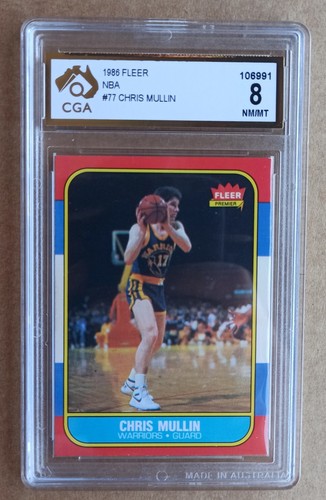 1986 FLEER
NBA
#77 CHRIS MULLIN
106991
8
NM/MT
CGA
FLEER
PREMIER
WARRIORS
17
CHRIS MULLIN
WARRIORS • GUARD
MADE IN AUSTRALIA